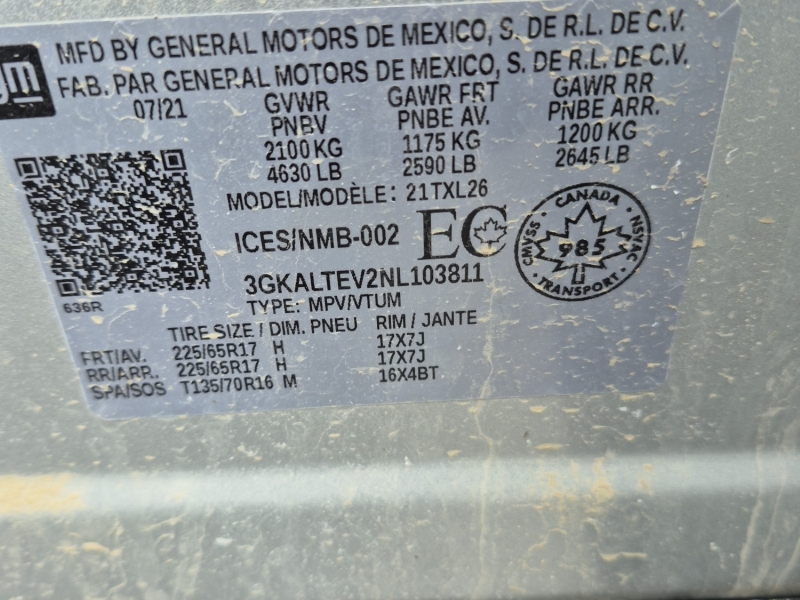 gm
MFD BY GENERAL MOTORS DE MEXICO, S. DE R.L. DE C.V.
FAB. PAR GENERAL MOTORS DE MEXICO, S. DE R.L. DE C.V.
07/21 GVWR GAWR FRT GAWR RR
PNBV PNBE AV. PNBE ARR.
2100 KG 1175 KG 1200 KG
4630 LB 2590 LB 2645 LB
MODEL/MODÈLE: 21TXL26
ICES/NMB-002 EC CANADA
CMVSS 985 NSVAC
TRANSPORT
3GKALTEV2NL103811
636R
TYPE: MPV/VTUM
TIRE SIZE / DIM. PNEU RIM / JANTE
FRT/AV. 225/65R17 H 17X7J
RR/ARR. 225/65R17 H 17X7J
SPA/SOS T135/70R16 M 16X4BT